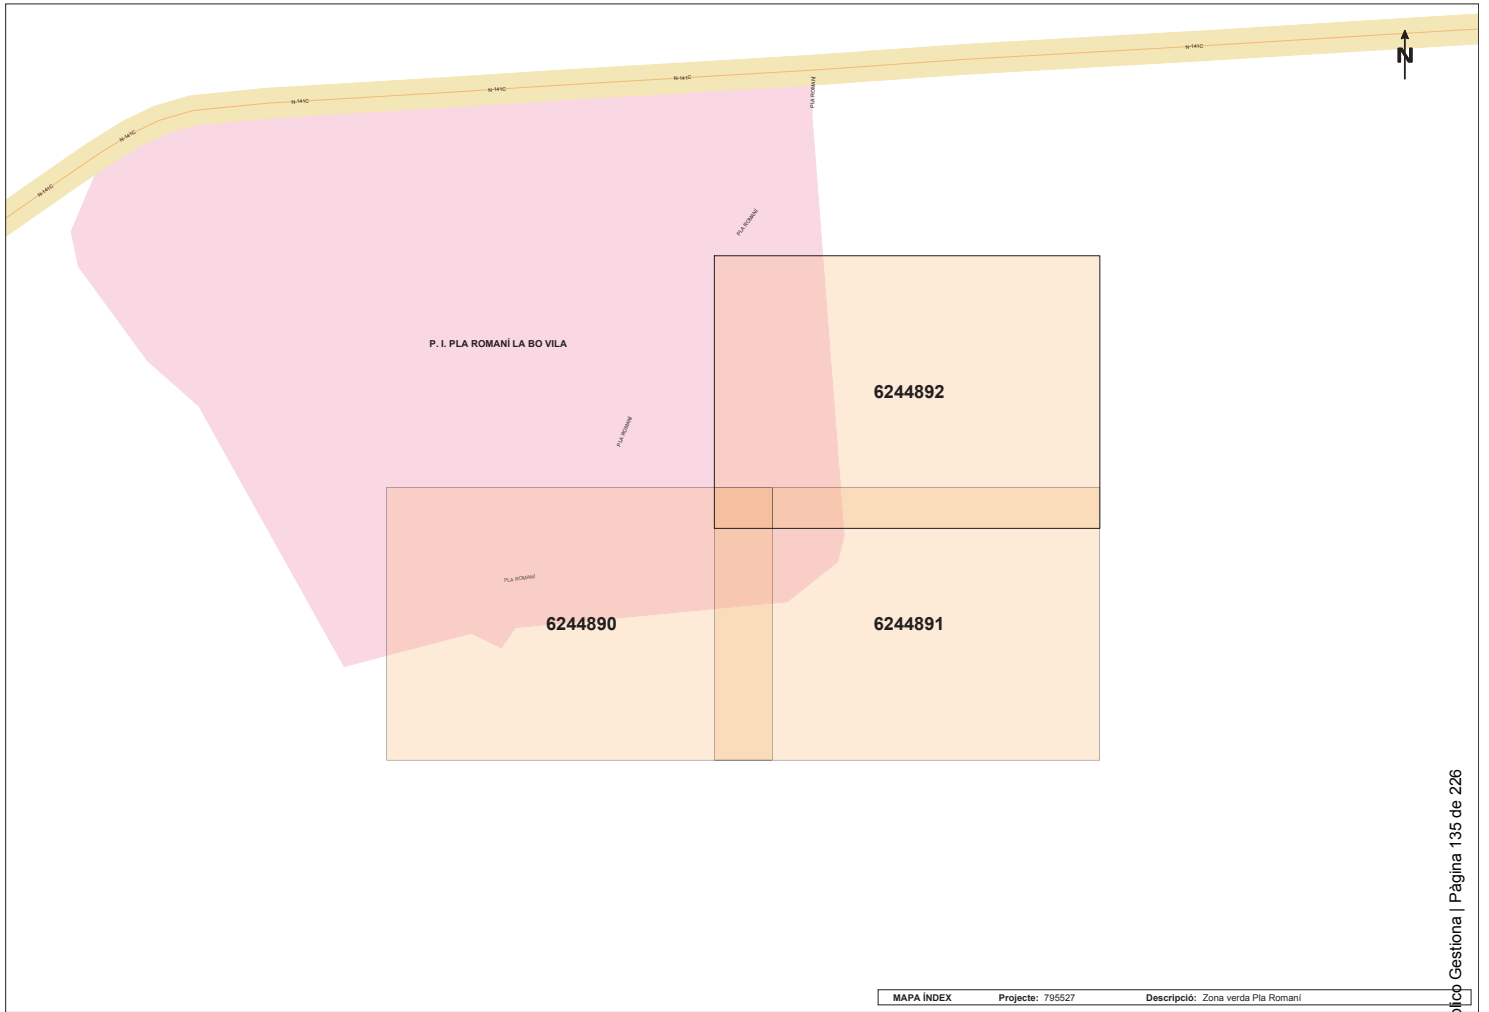 N-141C
N-141C
N-141C
N-141C
N-141C
N-141C
N
PLA ROMANÍ
PLA ROMANÍ
P. I. PLA ROMANÍ LA BO VILA
6244892
PLA ROMANÍ
PLA ROMANÍ
6244890
6244891
Gestiona | Pàgina 135 de 226
MAPA ÍNDEX Projecte: 795527 Descripció: Zona verda Pla Romaní